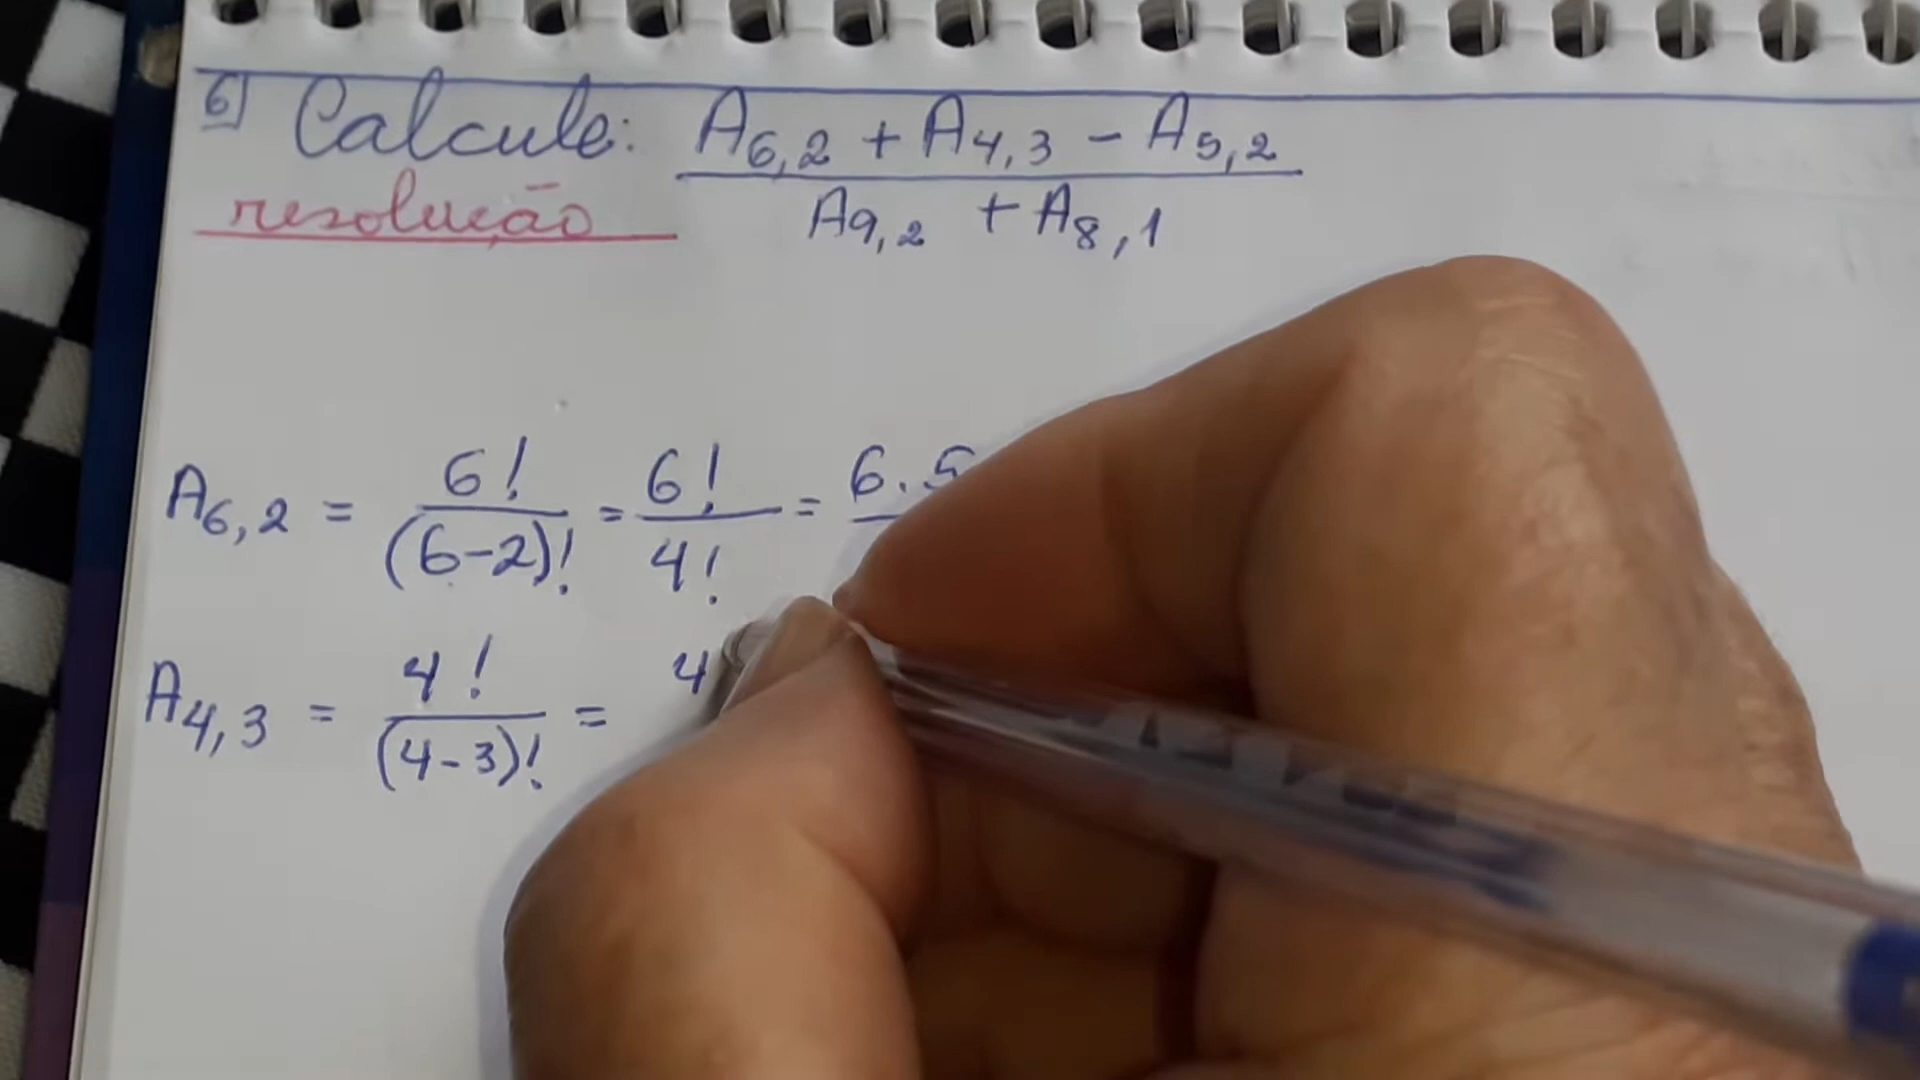 6) Calcule: A6,2 + A4,3 - A5,2
A9,2 + A8,1
resolução
A6,2 = 6! = 6! = 6.5
(6-2)! 4!
A4,3 = 4! = 4
(4-3)!